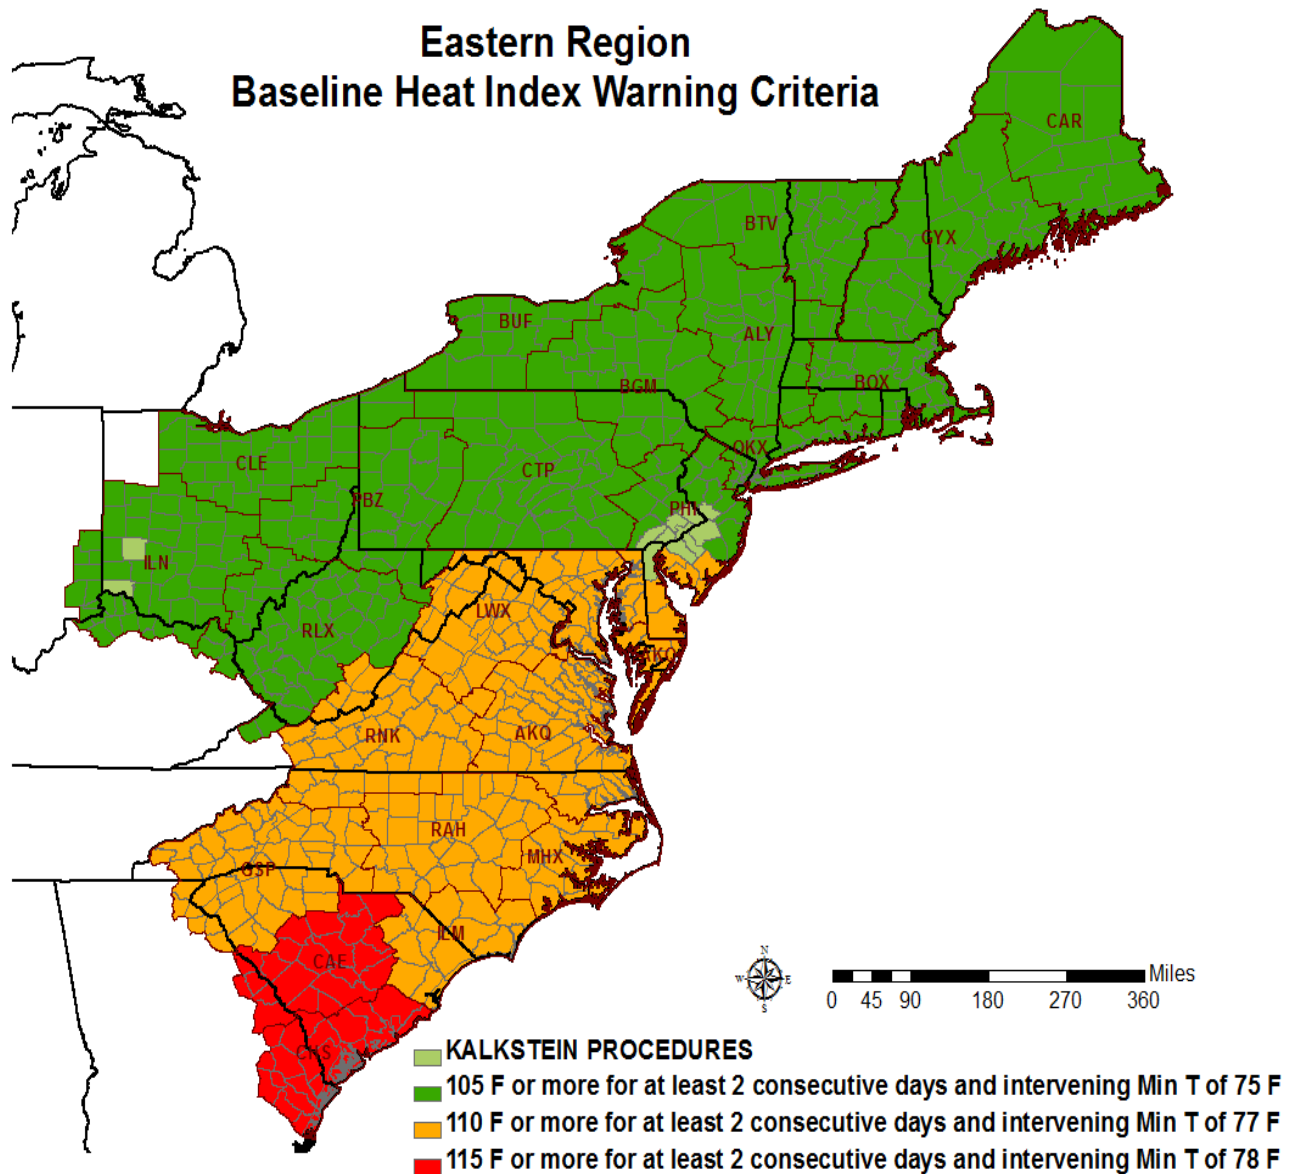 Eastern Region
Baseline Heat Index Warning Criteria
CAR
BTV
GYX
BUF
ALY
BGM
BOX
OKX
CLE
CTP
PBZ
PHI
ILN
LWX
RLX
AKQ
RNK
AKQ
RAH
MHX
GSP
ILM
CAE
CHS
N
W E
S
Miles
0 45 90 180 270 360
KALKSTEIN PROCEDURES
105 F or more for at least 2 consecutive days and intervening Min T of 75 F
110 F or more for at least 2 consecutive days and intervening Min T of 77 F
115 F or more for at least 2 consecutive days and intervening Min T of 78 F